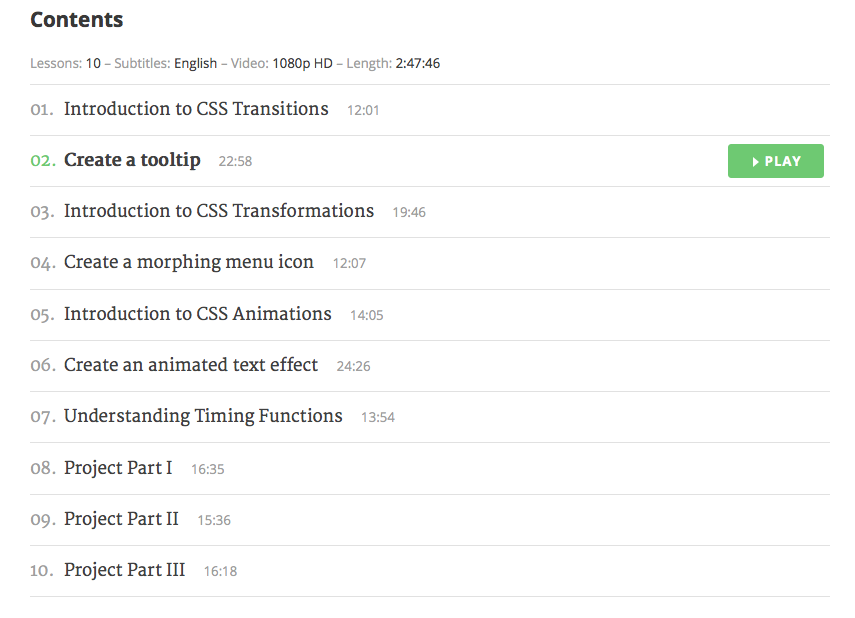 Contents
Lessons: 10 – Subtitles: English – Video: 1080p HD – Length: 2:47:46
01. Introduction to CSS Transitions 12:01
02. Create a tooltip 22:58 PLAY
03. Introduction to CSS Transformations 19:46
04. Create a morphing menu icon 12:07
05. Introduction to CSS Animations 14:05
06. Create an animated text effect 24:26
07. Understanding Timing Functions 13:54
08. Project Part I 16:35
09. Project Part II 15:36
10. Project Part III 16:18